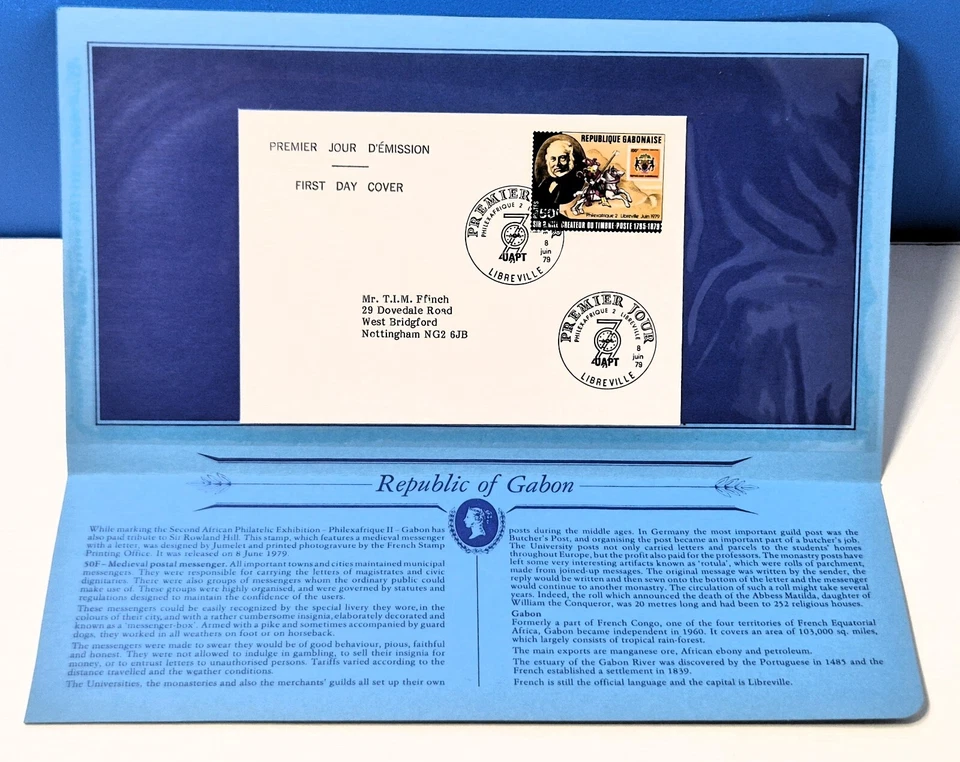 PREMIER JOUR D'ÉMISSION
FIRST DAY COVER
REPUBLIQUE GABONAISE
50F
Philexafrique 2 Libreville Juin 1979
CREATEUR DU TIMBRE-POSTE 1795-1879
PREMIER
PHILEXAFRIQUE 2
8
juin
79
UAPT
LIBREVILLE
Mr. T.I.M. Ffinch
29 Dovedale Road
West Bridgford
Nottingham NG2 6JB
PREMIER JOUR
PHILEXAFRIQUE 2 LIBREVILLE
8
juin
79
UAPT
LIBREVILLE
Republic of Gabon
While marking the Second African Philatelic Exhibition – Philexafrique II – Gabon has
also paid tribute to Sir Rowland Hill. This stamp, which features a medieval messenger
with a letter, was designed by Jumelet and printed photogravure by the French Stamp
Printing Office. It was released on 8 June 1979.
50F – Medieval postal messenger. All important towns and cities maintained municipal
messengers. They were responsible for carrying the letters of magistrates and civic
dignitaries. There were also groups of messengers whom the ordinary public could
make use of. These groups were highly organised, and were governed by statutes and
regulations designed to maintain the confidence of the users.
These messengers could be easily recognized by the special livery they wore, in the
colours of their city, and with a rather cumbersome insignia, elaborately decorated and
known as a 'messenger-box'. Armed with a pike and sometimes accompanied by guard
dogs, they worked in all weathers on foot or on horseback.
The messengers were made to swear they would be of good behaviour, pious, faithful
and honest. They were not allowed to indulge in gambling, to sell their insignia for
money, or to entrust letters to unauthorised persons. Tariffs varied according to the
distance travelled and the weather conditions.
The Universities, the monasteries and also the merchants' guilds all set up their own
posts during the middle ages. In Germany the most important guild post was the
Butcher's Post, and organising the post became an important part of a butcher's job.
The University posts not only carried letters and parcels to the students' homes
throughout Europe, but the profit also paid for the professors. The monastry posts have
left some very interesting artifacts known as 'rotula', which were rolls of parchment,
made from joined-up messages. The original message was written by the sender, the
reply would be written and then sewn onto the bottom of the letter and the messenger
would continue to another monastry. The circulation of such a roll might take several
years. Indeed, the roll which announced the death of the Abbess Matilda, daughter of
William the Conqueror, was 20 metres long and had been to 252 religious houses.
Gabon
Formerly a part of French Congo, one of the four territories of French Equatorial
Africa, Gabon became independent in 1960. It covers an area of 103,000 sq. miles,
which largely consists of tropical rain-forest.
The main exports are manganese ore, African ebony and petroleum.
The estuary of the Gabon River was discovered by the Portuguese in 1485 and the
French established a settlement in 1839.
French is still the official language and the capital is Libreville.